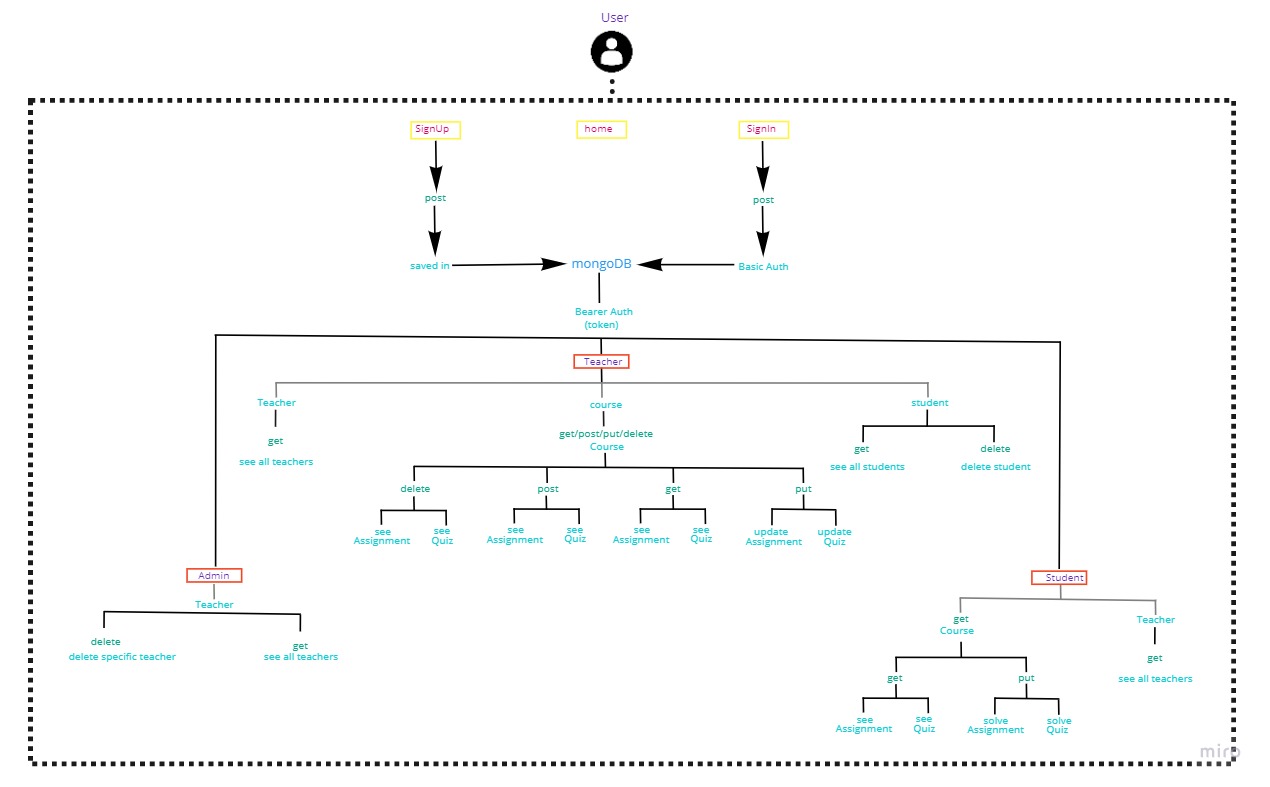 User
SignUp
home
SignIn
post
post
saved in
mongoDB
Basic Auth
Bearer Auth
(token)
Teacher
Teacher
course
student
get
see all teachers
get/post/put/delete
Course
get
see all students
delete
delete student
delete
post
get
put
see
Assignment
see
Quiz
see
Assignment
see
Quiz
see
Assignment
see
Quiz
update
Assignment
update
Quiz
Admin
Teacher
delete
delete specific teacher
get
see all teachers
Student
get
Course
Teacher
get
see all teachers
get
put
see
Assignment
see
Quiz
solve
Assignment
solve
Quiz
miro